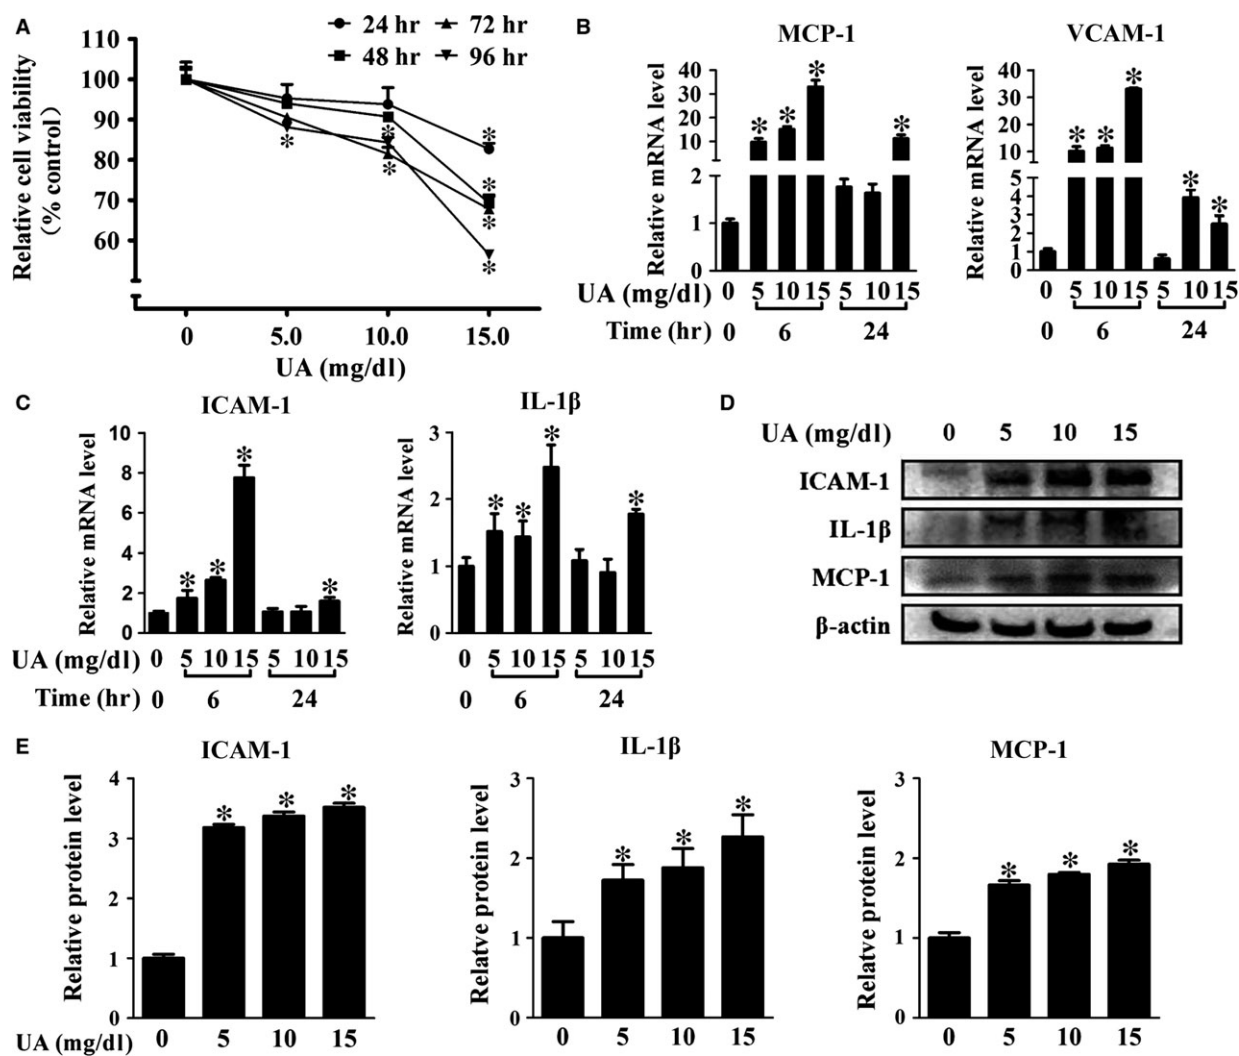 A
24 hr
72 hr
48 hr
96 hr
Relative cell viability
(% control)
110
100
90
80
70
60
*
*
*
*
*
*
*
0
5.0
10.0
15.0
UA (mg/dl)
B
MCP-1
Relative mRNA level
40
30
20
10
2
1
0
* * * *
UA (mg/dl) 0 5 10 15 5 10 15
Time (hr) 0 6 24
VCAM-1
Relative mRNA level
40
30
20
10
5
4
3
2
1
0
* * * * *
0 5 10 15 5 10 15
0 6 24
C
ICAM-1
Relative mRNA level
10
8
6
4
2
0
* * * *
UA (mg/dl) 0 5 10 15 5 10 15
Time (hr) 0 6 24
IL-1β
Relative mRNA level
3
2
1
0
* * * *
0 5 10 15 5 10 15
0 6 24
D
UA (mg/dl) 0 5 10 15
ICAM-1
IL-1β
MCP-1
β-actin
E
ICAM-1
Relative protein level
4
3
2
1
0
* * *
UA (mg/dl) 0 5 10 15
IL-1β
Relatve protein level
3
2
1
0
* * *
0 5 10 15
MCP-1
Relatve protein level
3
2
1
0
* * *
0 5 10 15